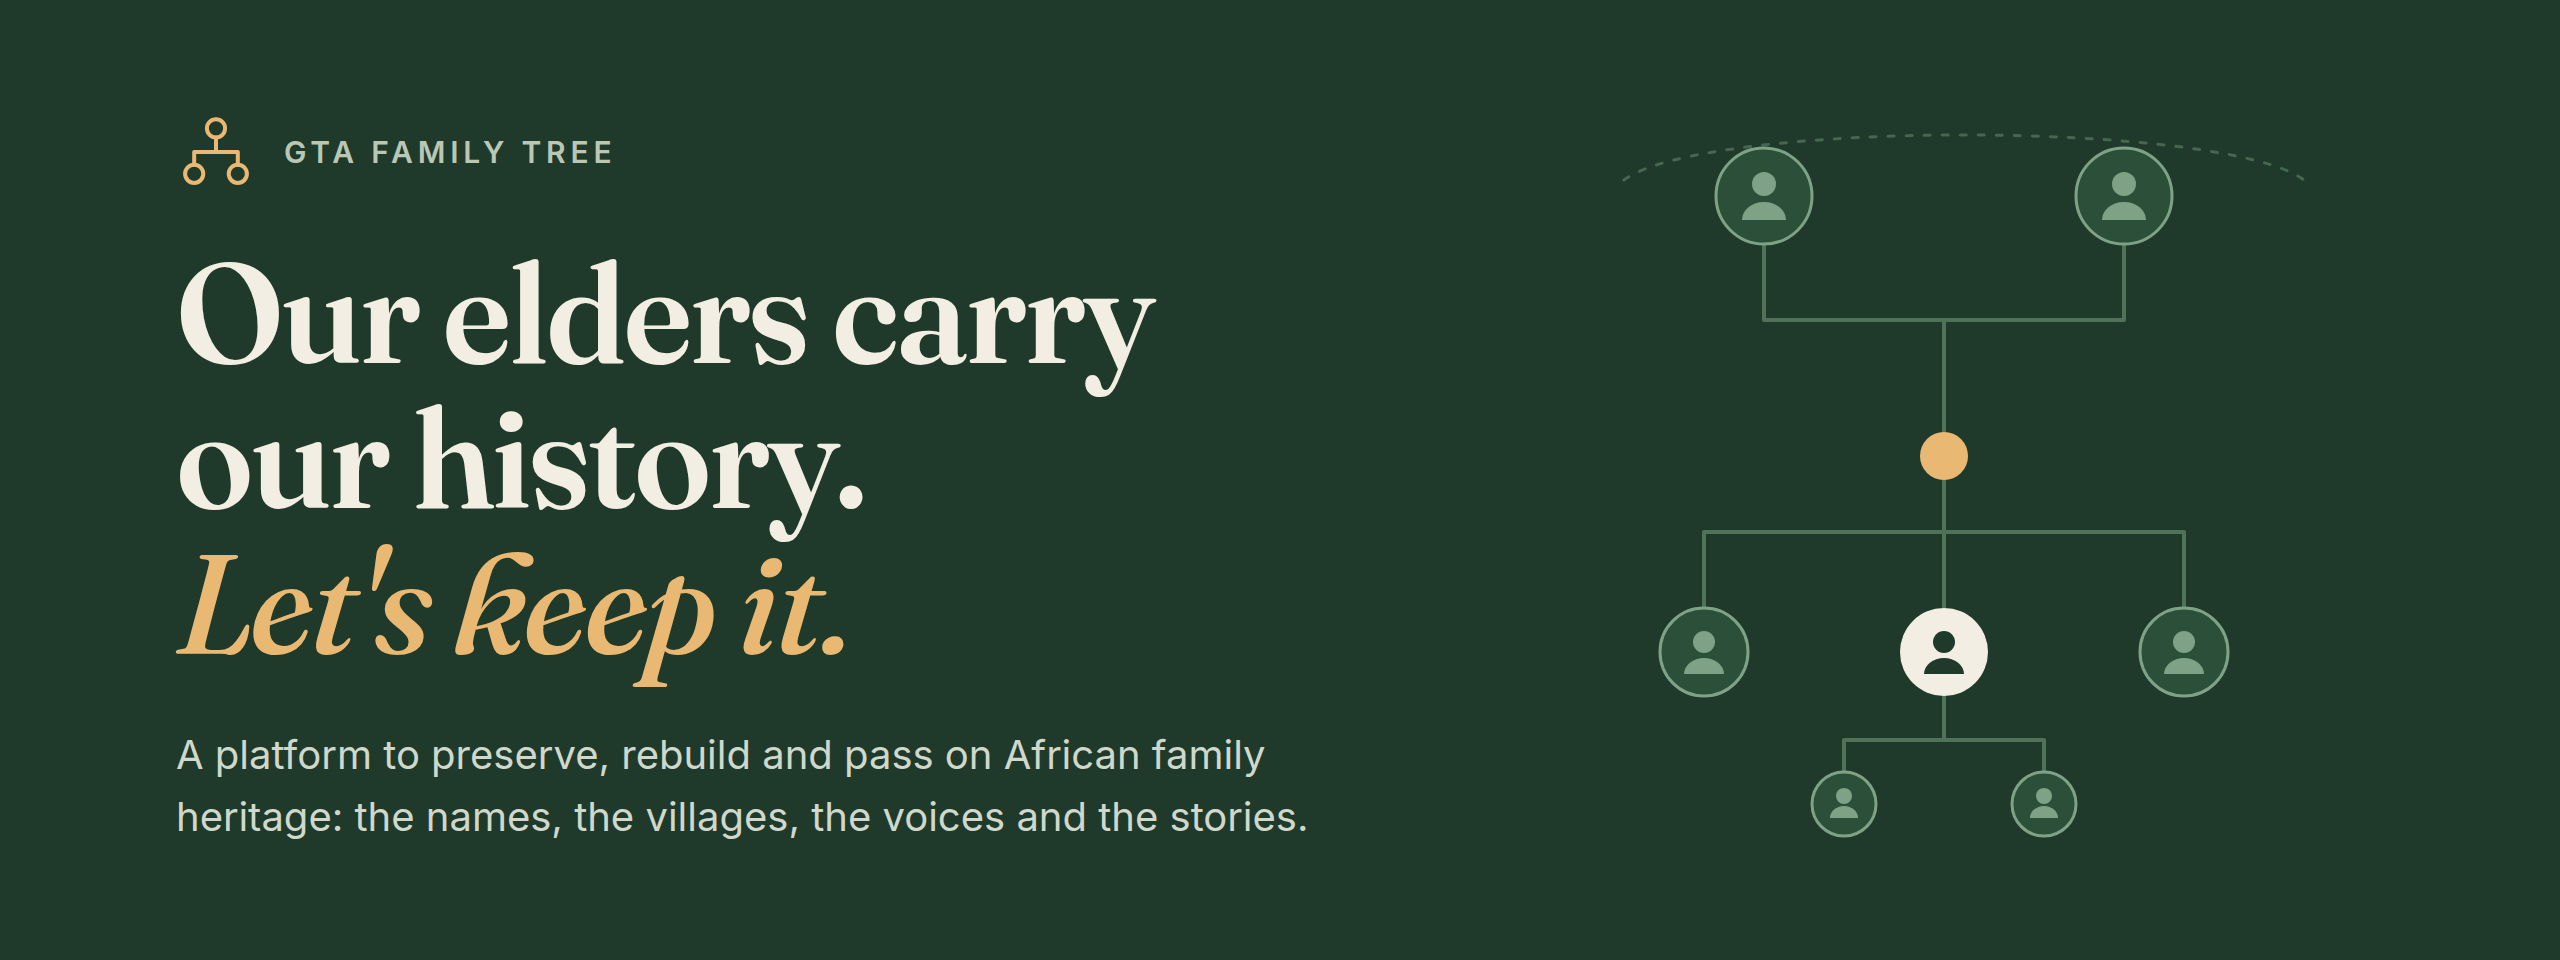 GTA FAMILY TREE
Our elders carry
our history.
Let's keep it.
A platform to preserve, rebuild and pass on African family
heritage: the names, the villages, the voices and the stories.